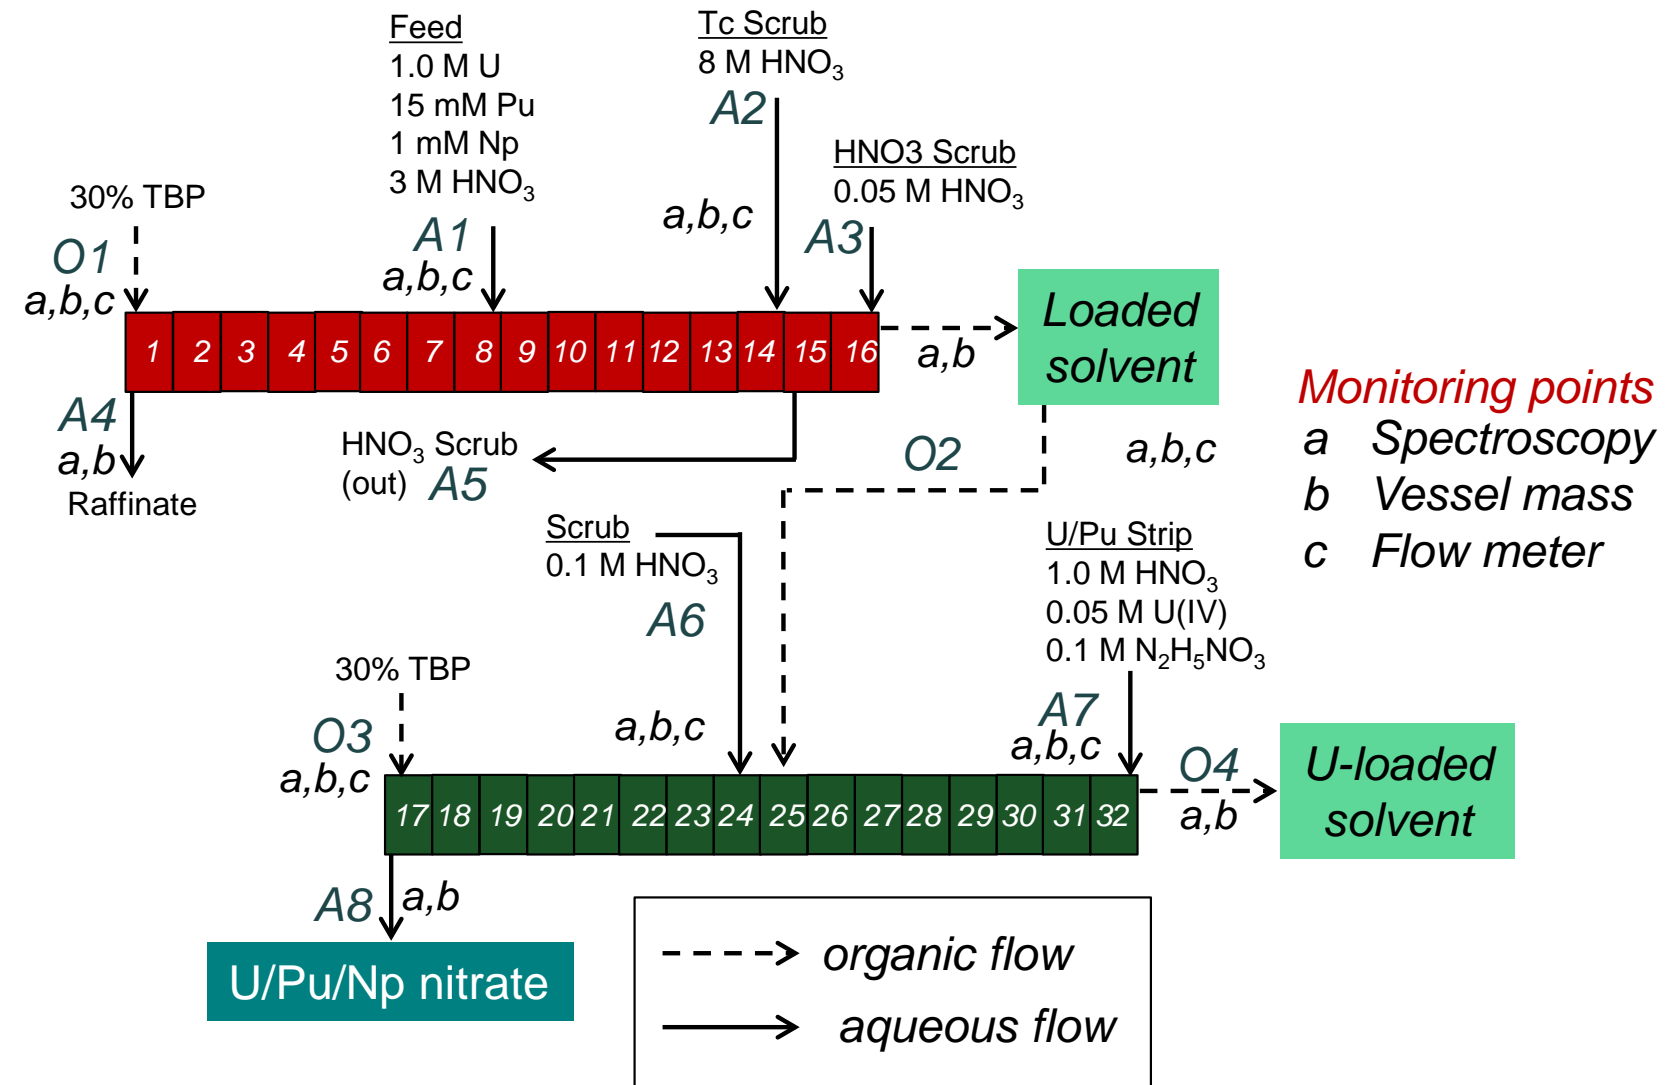 Feed
1.0 M U
15 mM Pu
1 mM Np
3 M HNO₃
A1
a,b,c
Tc Scrub
8 M HNO₃
A2
a,b,c
HNO3 Scrub
0.05 M HNO₃
A3
30% TBP
O1
a,b,c
1 2 3 4 5 6 7 8 9 10 11 12 13 14 15 16
a,b
Loaded
solvent
A4
a,b
Raffinate
HNO₃ Scrub
(out) A5
O2
a,b,c
Monitoring points
a Spectroscopy
b Vessel mass
c Flow meter
Scrub
0.1 M HNO₃
A6
a,b,c
U/Pu Strip
1.0 M HNO₃
0.05 M U(IV)
0.1 M N₂H₅NO₃
A7
a,b,c
30% TBP
O3
a,b,c
17 18 19 20 21 22 23 24 25 26 27 28 29 30 31 32
O4
a,b
U-loaded
solvent
A8
a,b
U/Pu/Np nitrate
organic flow
aqueous flow